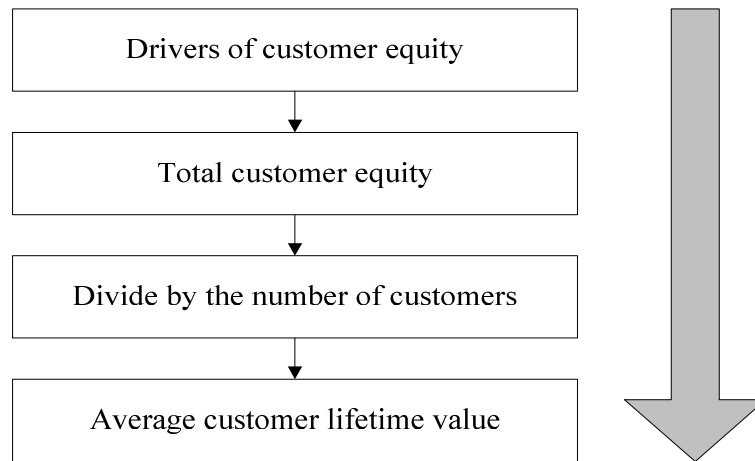 Drivers of customer equity
Total customer equity
Divide by the number of customers
Average customer lifetime value